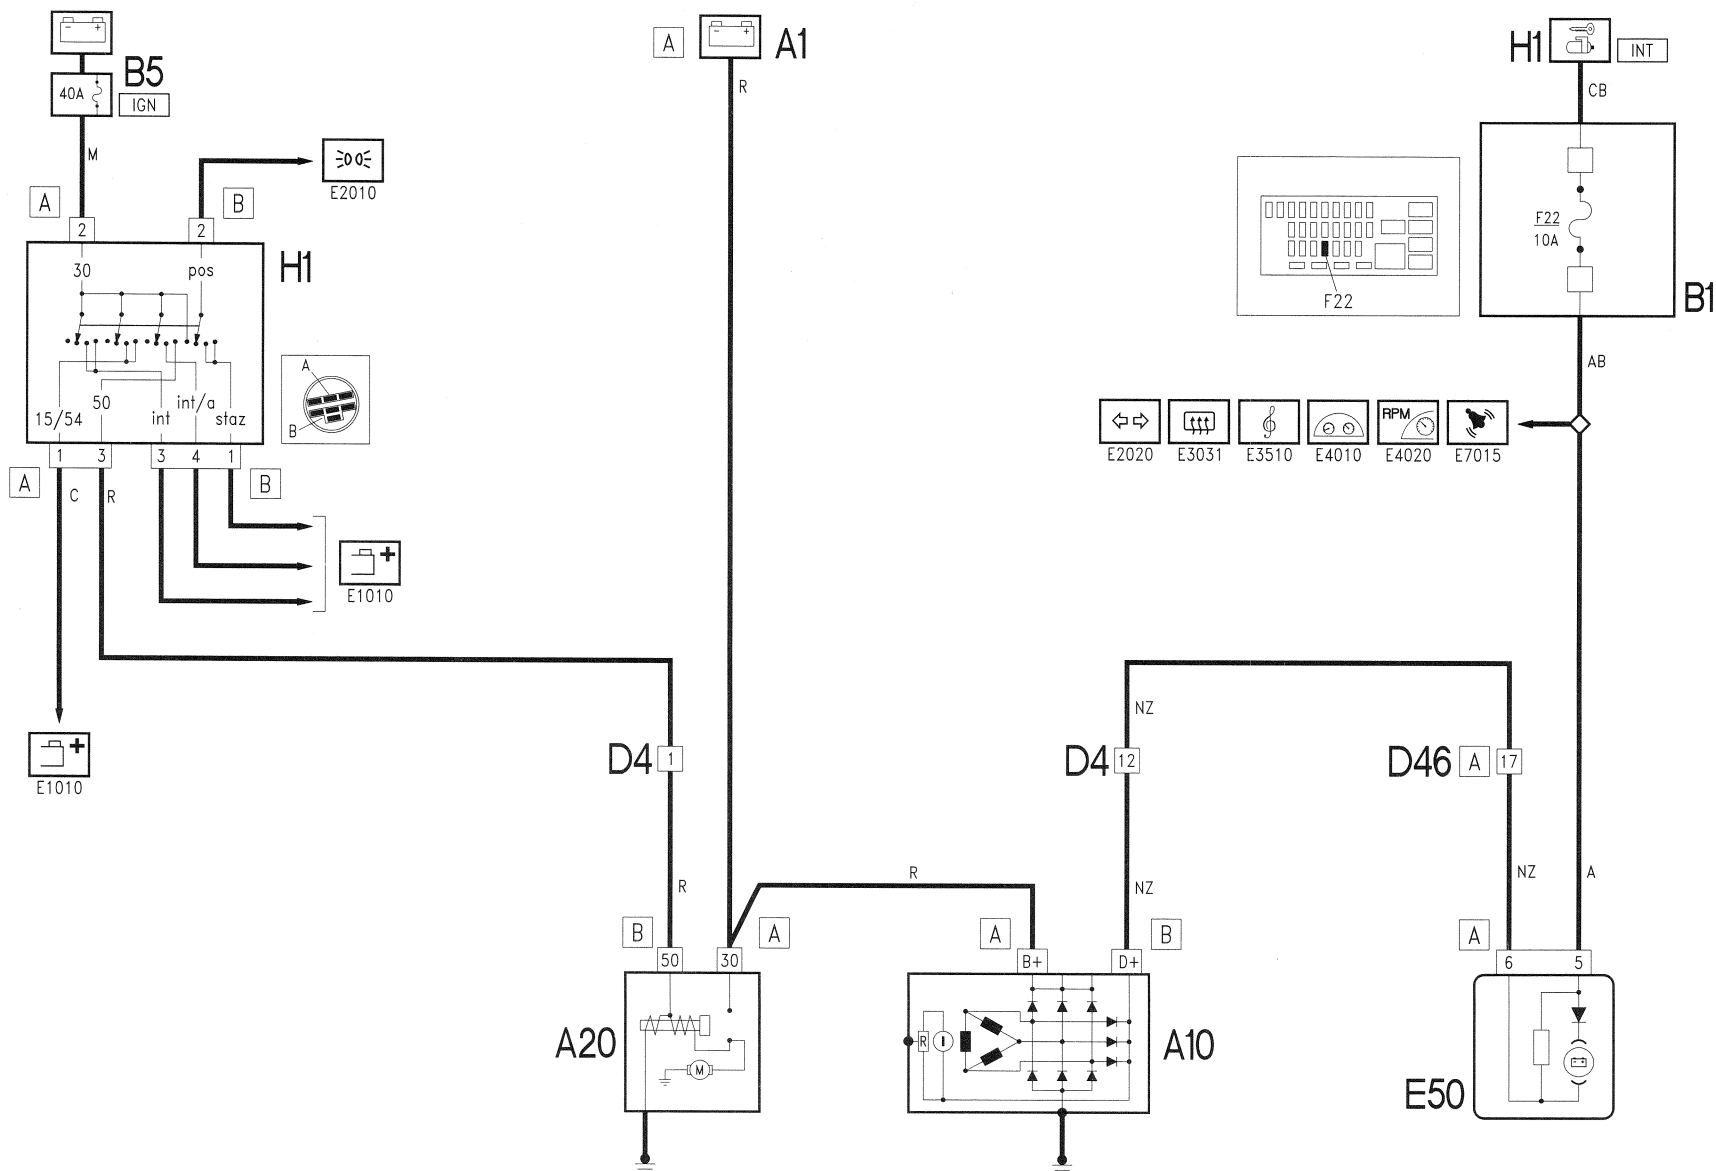 - +
B5
40A
IGN
M
A
B
2
2
E2010
30
pos
H1
15/54
50
int
int/a
staz
A
B
1
3
3
4
1
A
C
R
B
E1010
E1010
A
- +
A1
R
H1
INT
CB
F22
10A
B1
F22
AB
RPM
E2020
E3031
E3510
E4010
E4020
E7015
D4
1
NZ
D4
12
D46
A
17
R
R
NZ
NZ
A
B
A
A
B
A
50
30
B+
D+
6
5
M
A20
R
I
A10
- +
E50